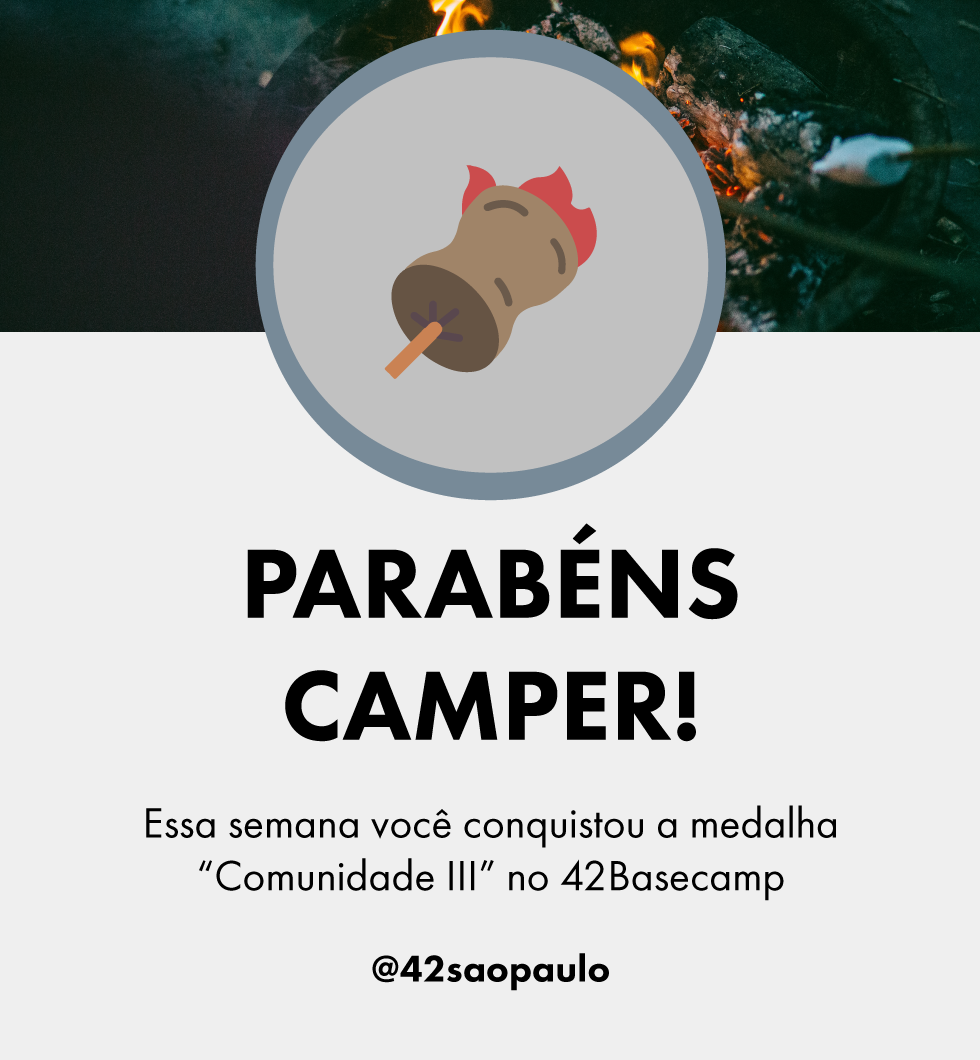 PARABÉNS
CAMPER!
Essa semana você conquistou a medalha
“Comunidade III” no 42Basecamp
@42saopaulo